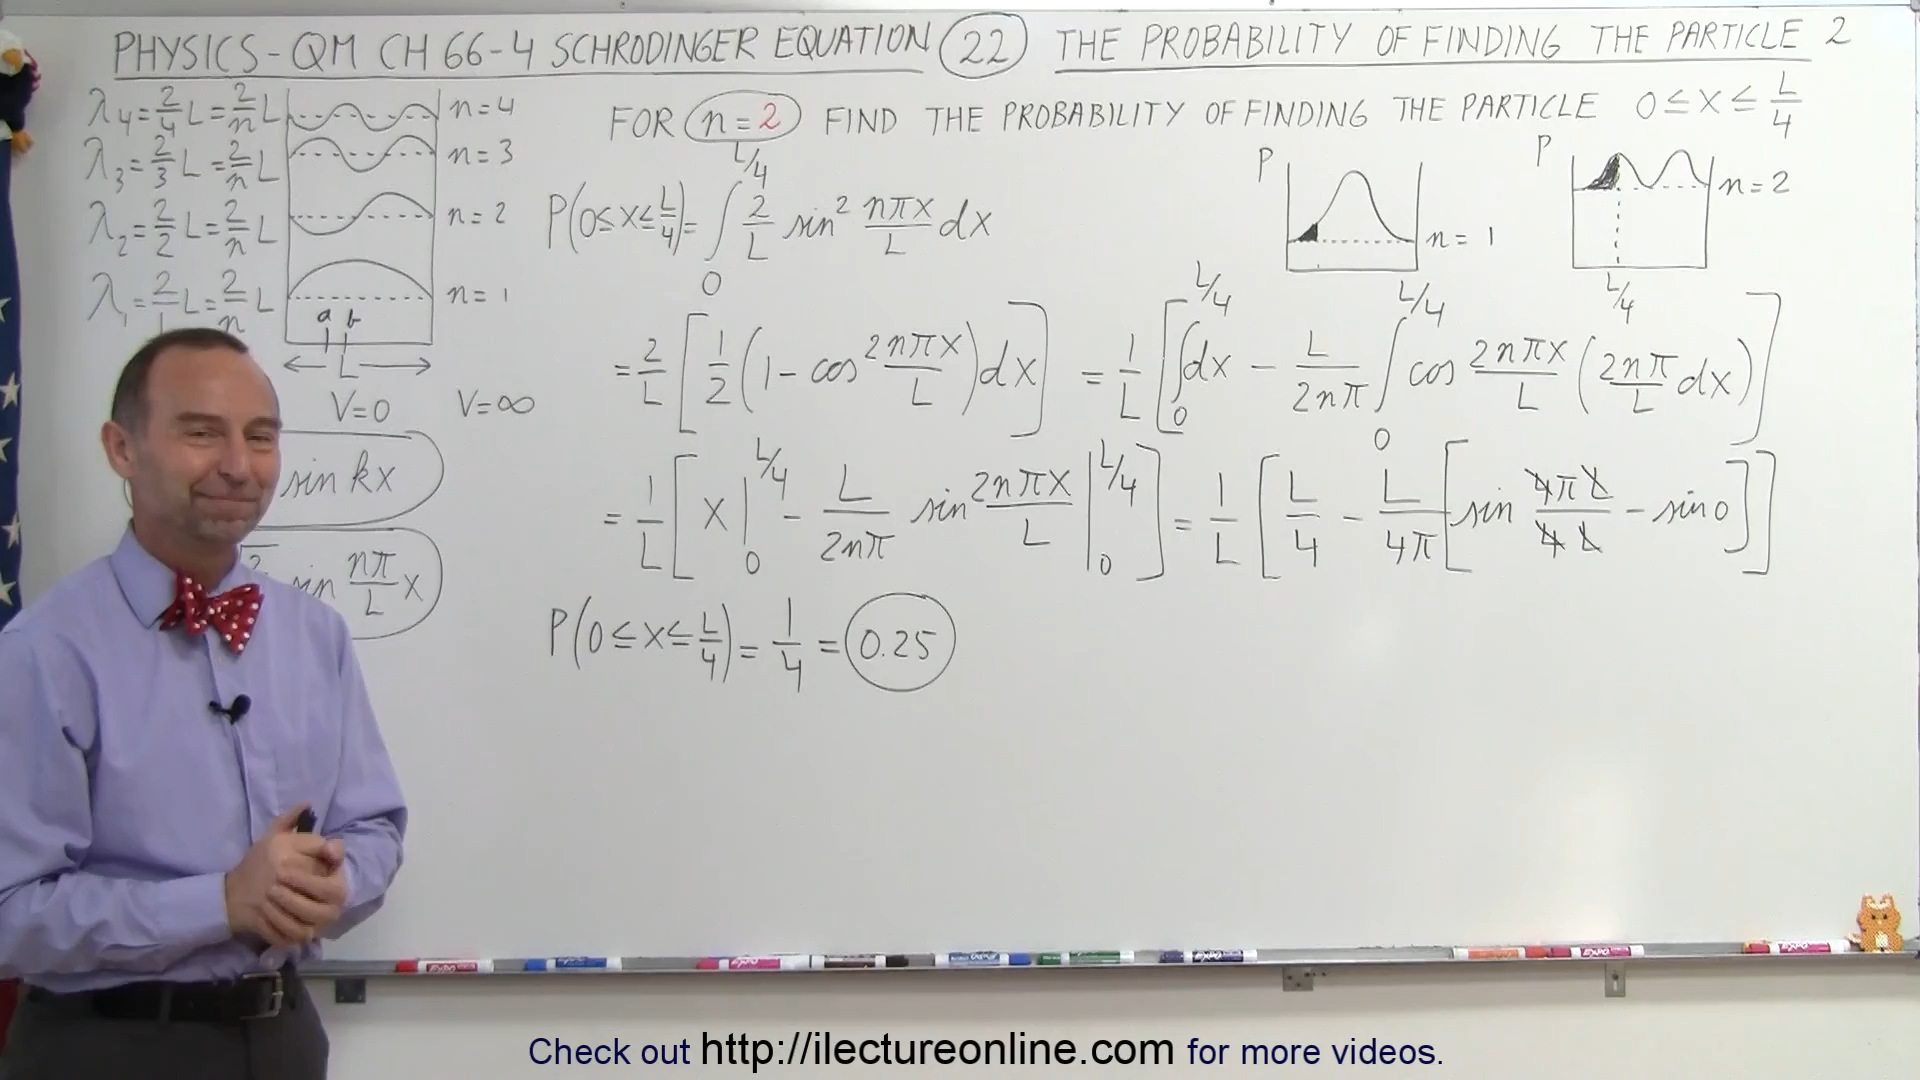 PHYSICS - QM CH 66-4 SCHRODINGER EQUATION 22 THE PROBABILITY OF FINDING THE PARTICLE 2
λ₄ = 2/4 L = 2/n L
n = 4
λ₃ = 2/3 L = 2/n L
n = 3
λ₂ = 2/2 L = 2/n L
n = 2
λ₁ = 2/1 L = 2/n L
n = 1
a b
L
V=0 V=∞
sin kx
sin nπ/L x
FOR n = 2 FIND THE PROBABILITY OF FINDING THE PARTICLE 0 ≤ X ≤ L/4
P
n = 1
P
n = 2
L/4
P(0 ≤ X ≤ L/4) = ∫₀^(L/4) 2/L sin² nπx/L dx
= 2/L [1/2 (1 - cos 2nπx/L) dx] = 1/L [∫₀^(L/4) dx - L/2nπ ∫₀^(L/4) cos 2nπx/L (2nπ/L dx)]
= 1/L [x |₀^(L/4) - L/2nπ sin 2nπx/L |₀^(L/4)] = 1/L [L/4 - L/4π [sin 4πL/4L - sin 0]]
P(0 ≤ X ≤ L/4) = 1/4 = 0.25
EXPO
EXPO
EXPO
Check out http://ilectureonline.com for more videos.